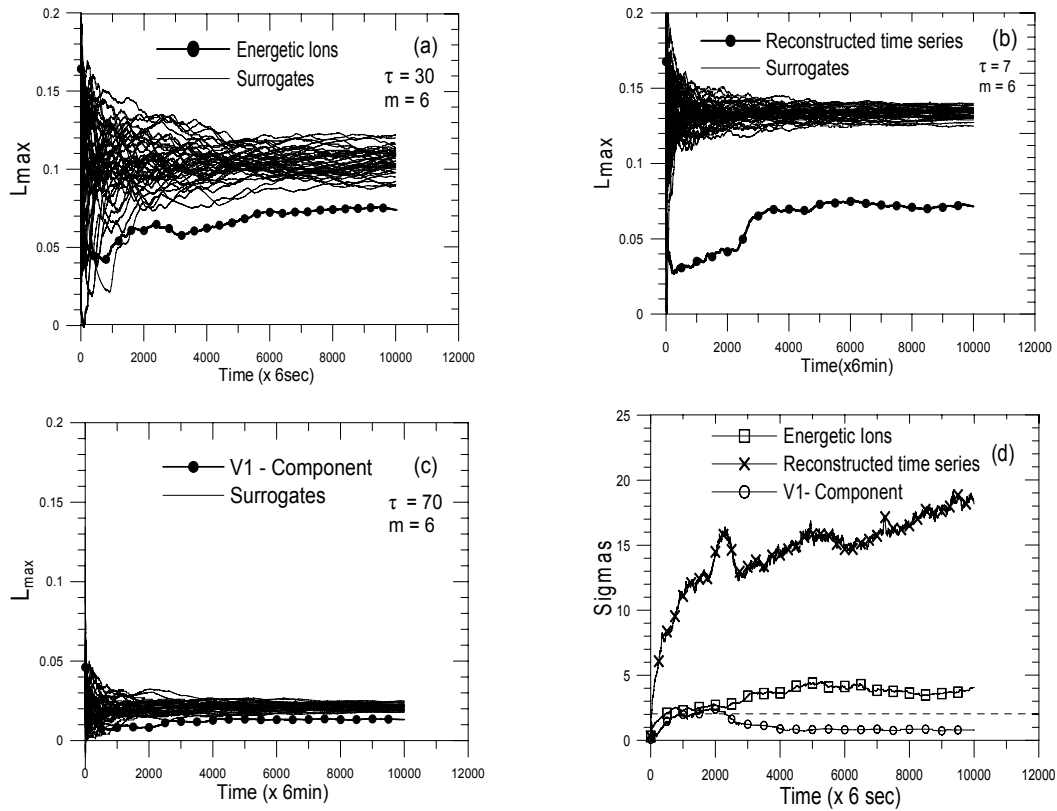 0.2
0.15
0.1
0.05
0
L max
Energetic Ions
Surrogates
(a)
τ = 30
m = 6
0 2000 4000 6000 8000 10000 12000
Time (x 6sec)
0.2
0.15
0.1
0.05
0
L max
Reconstructed time series
Surrogates
(b)
τ = 7
m = 6
0 2000 4000 6000 8000 10000 12000
Time(x6min)
0.2
0.15
0.1
0.05
0
L max
V1 - Component
Surrogates
(c)
τ = 70
m = 6
0 2000 4000 6000 8000 10000 12000
Time (x 6min)
25
20
15
10
5
0
Sigmas
Energetic Ions
Reconstructed time series
V1- Component
(d)
0 2000 4000 6000 8000 10000 12000
Time (x 6 sec)